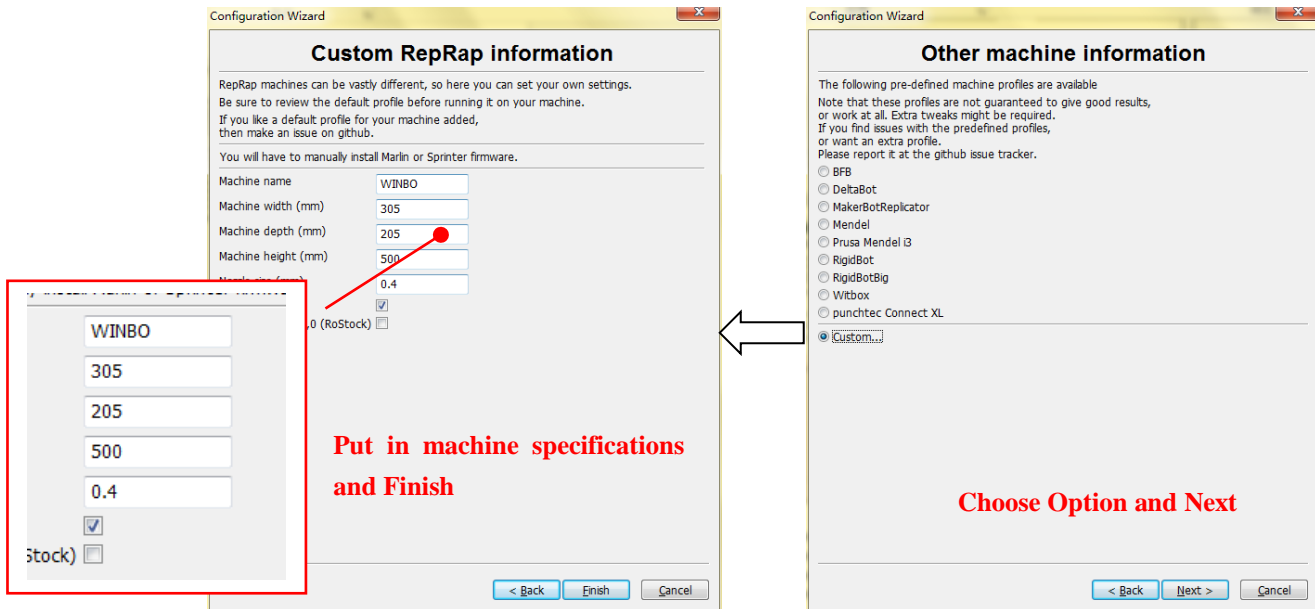 Configuration Wizard
Custom RepRap information
RepRap machines can be vastly different, so here you can set your own settings.
Be sure to review the default profile before running it on your machine.
If you like a default profile for your machine added,
then make an issue on github.
You will have to manually install Marlin or Sprinter firmware.
Machine name WINBO
Machine width (mm) 305
Machine depth (mm) 205
Machine height (mm) 500
Nozzle size (mm) 0.4
,0 (RoStock)
WINBO
305
205
500
0.4
Stock)
Put in machine specifications
and Finish
< Back Finish Cancel
Configuration Wizard
Other machine information
The following pre-defined machine profiles are available
Note that these profiles are not guaranteed to give good results,
or work at all. Extra tweaks might be required.
If you find issues with the predefined profiles,
or want an extra profile.
Please report it at the github issue tracker.
BFB
DeltaBot
MakerBotReplicator
Mendel
Prusa Mendel i3
RigidBot
RigidBotBig
Witbox
punchtec Connect XL
Custom...
Choose Option and Next
< Back Next > Cancel